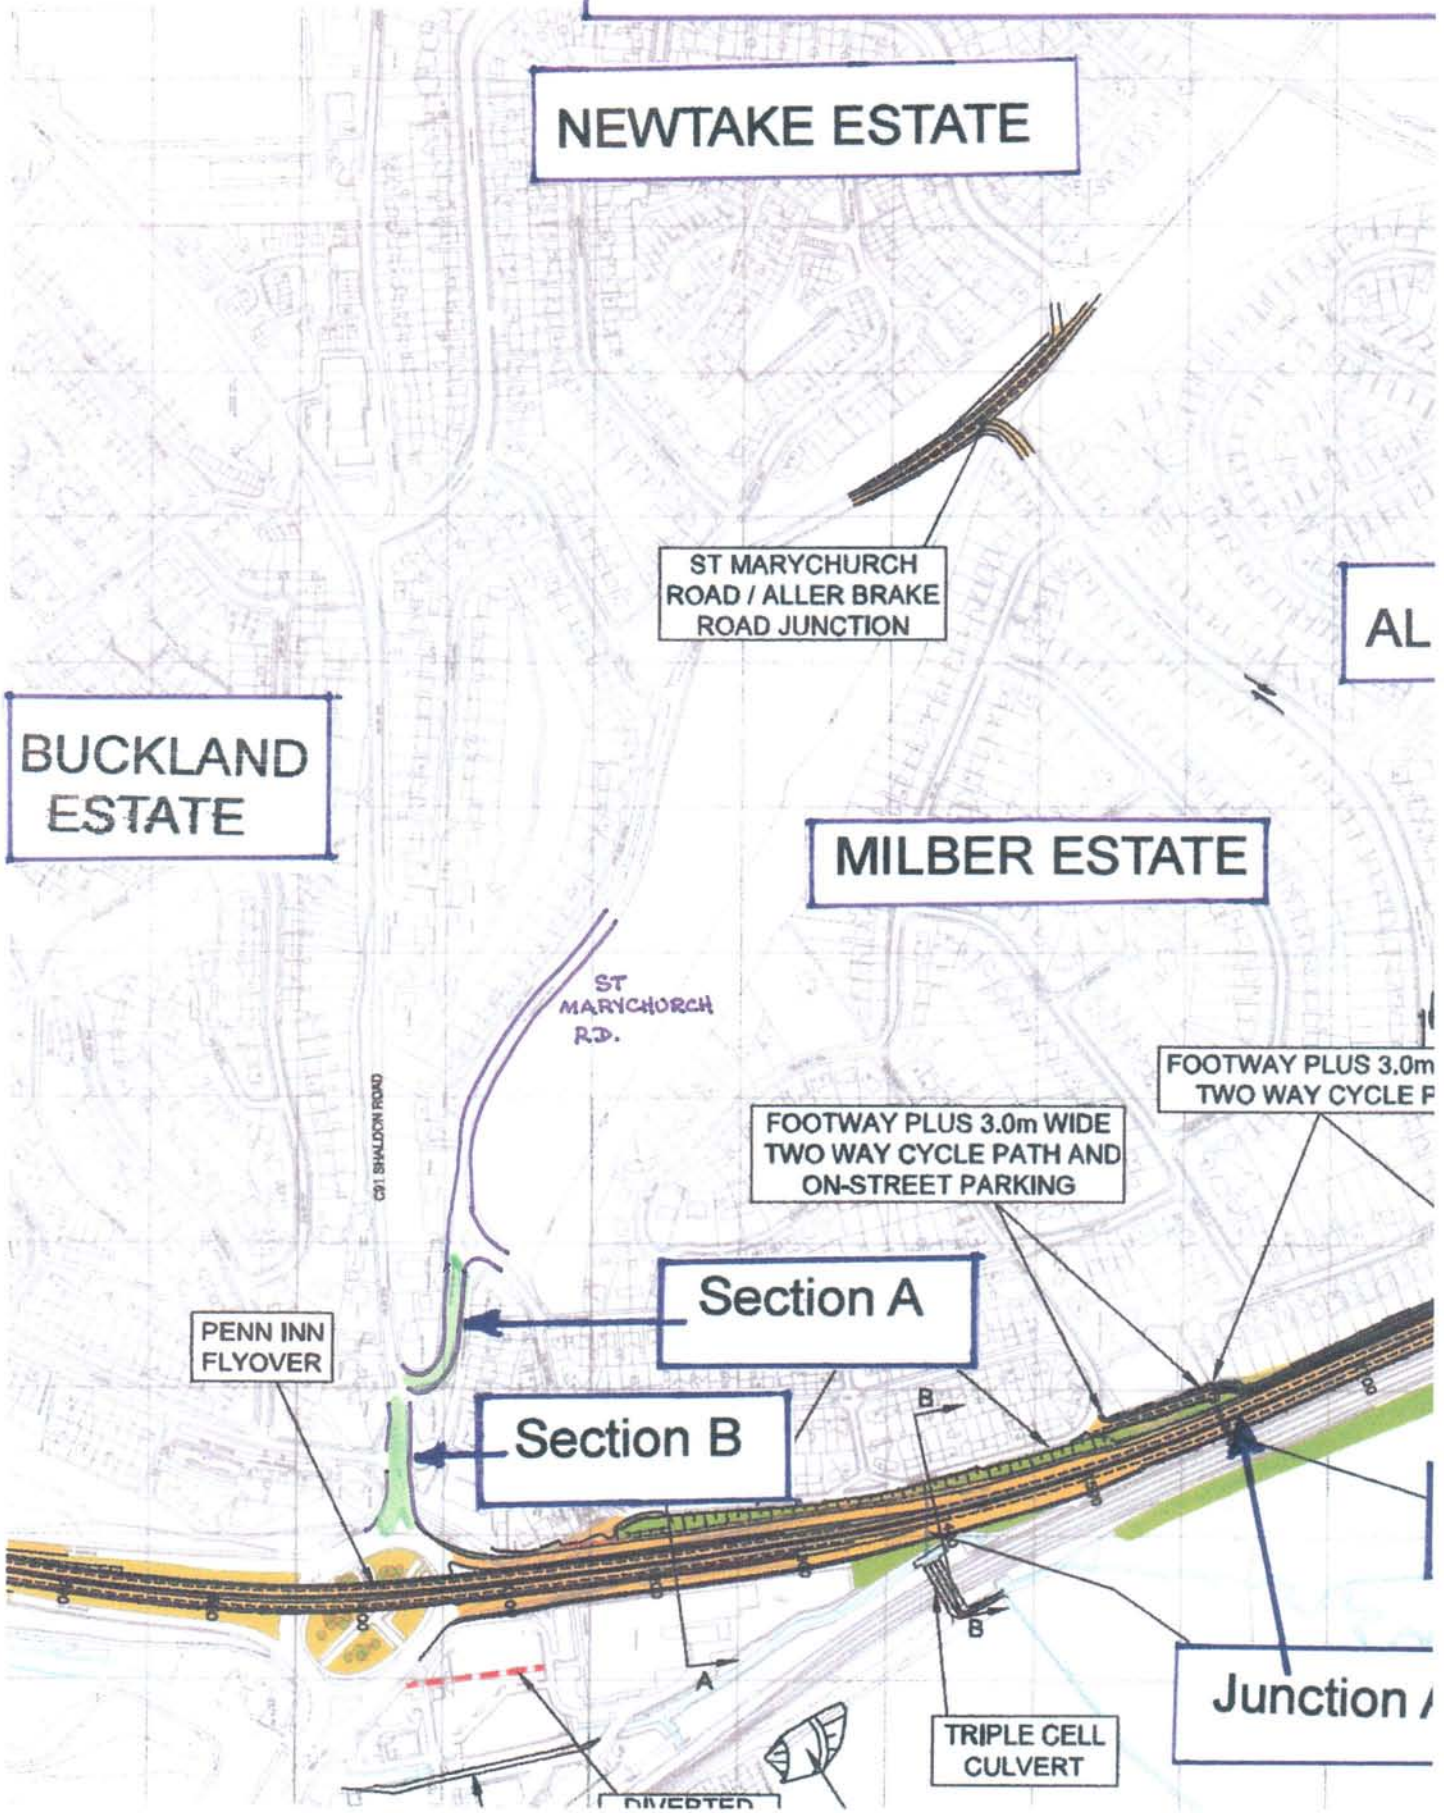 NEWTAKE ESTATE
ST MARYCHURCH
ROAD / ALLER BRAKE
ROAD JUNCTION
AL
BUCKLAND
ESTATE
MILBER ESTATE
ST
MARYCHURCH
RD.
C91 SHALDON ROAD
FOOTWAY PLUS 3.0m
TWO WAY CYCLE P
FOOTWAY PLUS 3.0m WIDE
TWO WAY CYCLE PATH AND
ON-STREET PARKING
Section A
PENN INN
FLYOVER
Section B
B
B
A
Junction A
TRIPLE CELL
CULVERT
DIVERTED